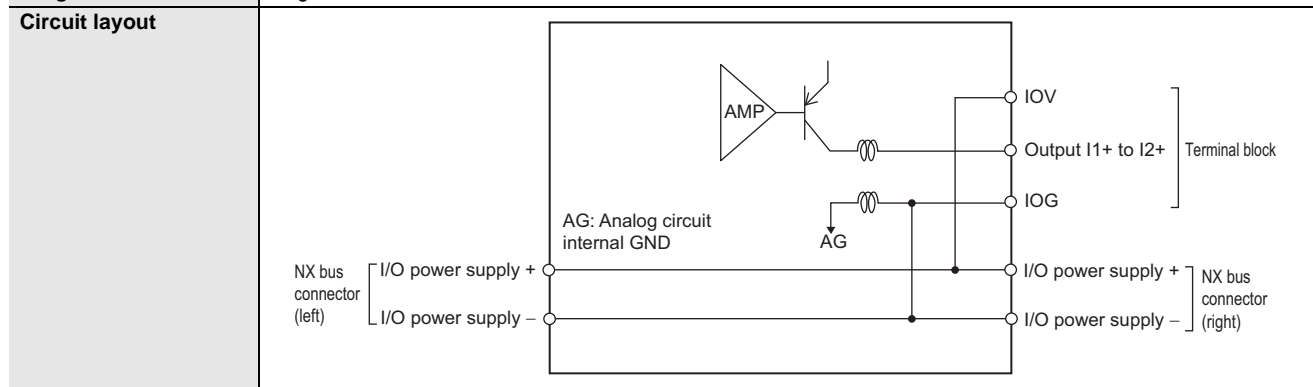 Circuit layout
AMP
IOV
Output I1+ to I2+
Terminal block
IOG
AG: Analog circuit
internal GND
AG
NX bus
connector
(left)
I/O power supply +
I/O power supply –
I/O power supply +
I/O power supply –
NX bus
connector
(right)